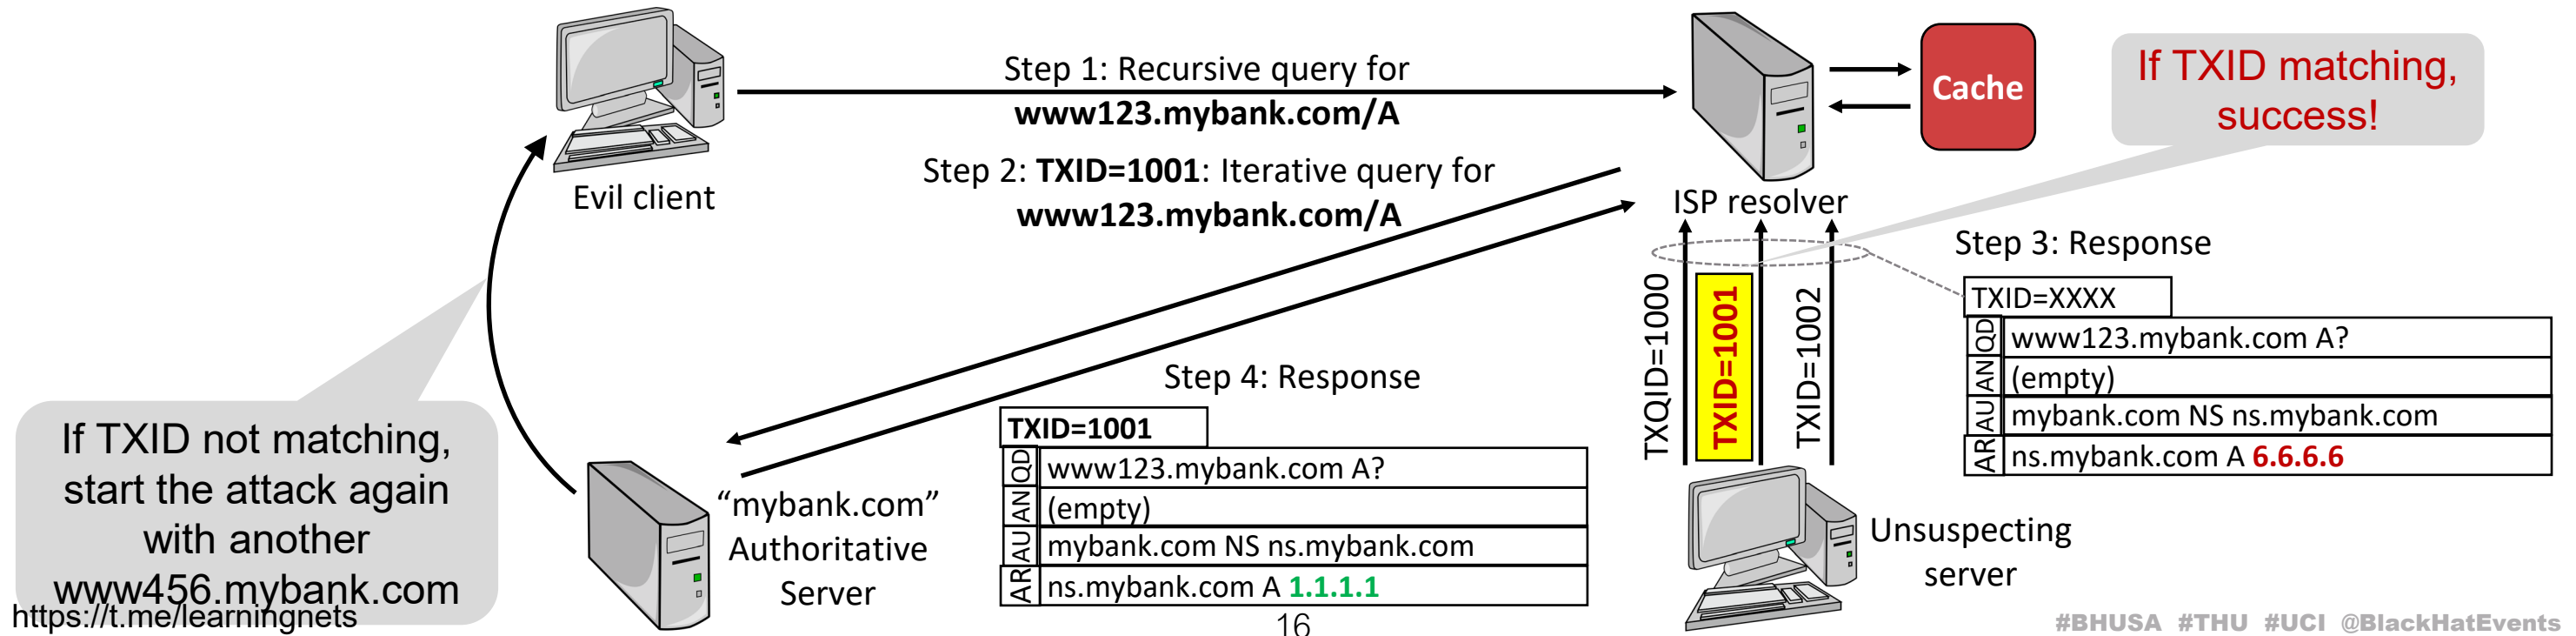 Step 1: Recursive query for
www123.mybank.com/A
Cache
If TXID matching,
success!
Evil client
Step 2: TXID=1001: Iterative query for
www123.mybank.com/A
ISP resolver
Step 3: Response
TXQID=1000
TXID=1001
TXID=1002
TXID=XXXX
QD www123.mybank.com A?
AN (empty)
AU mybank.com NS ns.mybank.com
AR ns.mybank.com A 6.6.6.6
Step 4: Response
TXID=1001
QD www123.mybank.com A?
AN (empty)
AU mybank.com NS ns.mybank.com
AR ns.mybank.com A 1.1.1.1
If TXID not matching,
start the attack again
with another
www456.mybank.com
"mybank.com"
Authoritative
Server
Unsuspecting
server
https://t.me/learningnets
16
#BHUSA #THU #UCI @BlackHatEvents